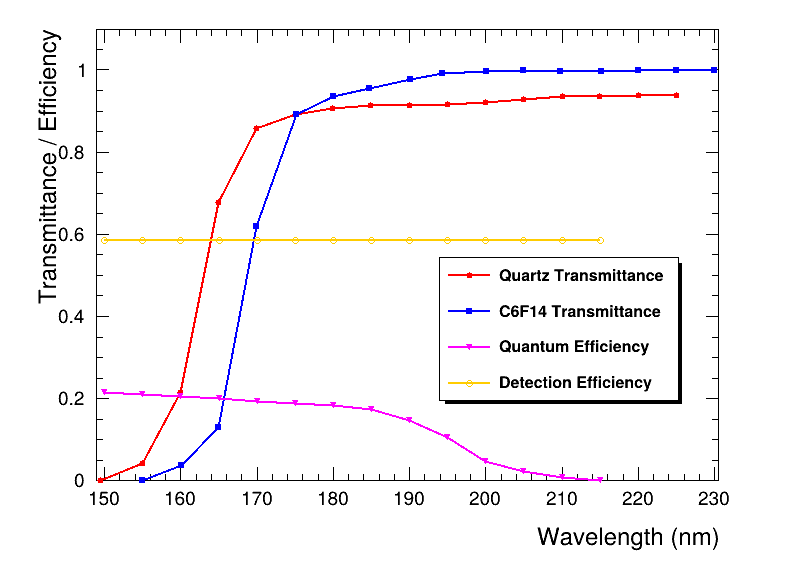 Transmittance / Efficiency
1
0.8
0.6
0.4
0.2
0
Quartz Transmittance
C6F14 Transmittance
Quantum Efficiency
Detection Efficiency
150 160 170 180 190 200 210 220 230
Wavelength (nm)